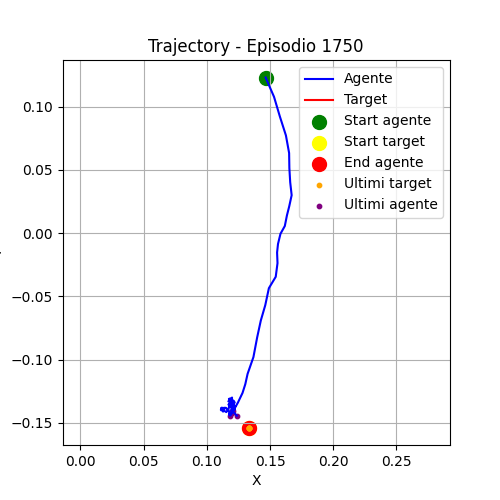 Trajectory - Episodio 1750
Agente
Target
Start agente
Start target
End agente
Ultimi target
Ultimi agente
0.10
0.05
0.00
−0.05
−0.10
−0.15
0.00
0.05
0.10
0.15
0.20
0.25
X